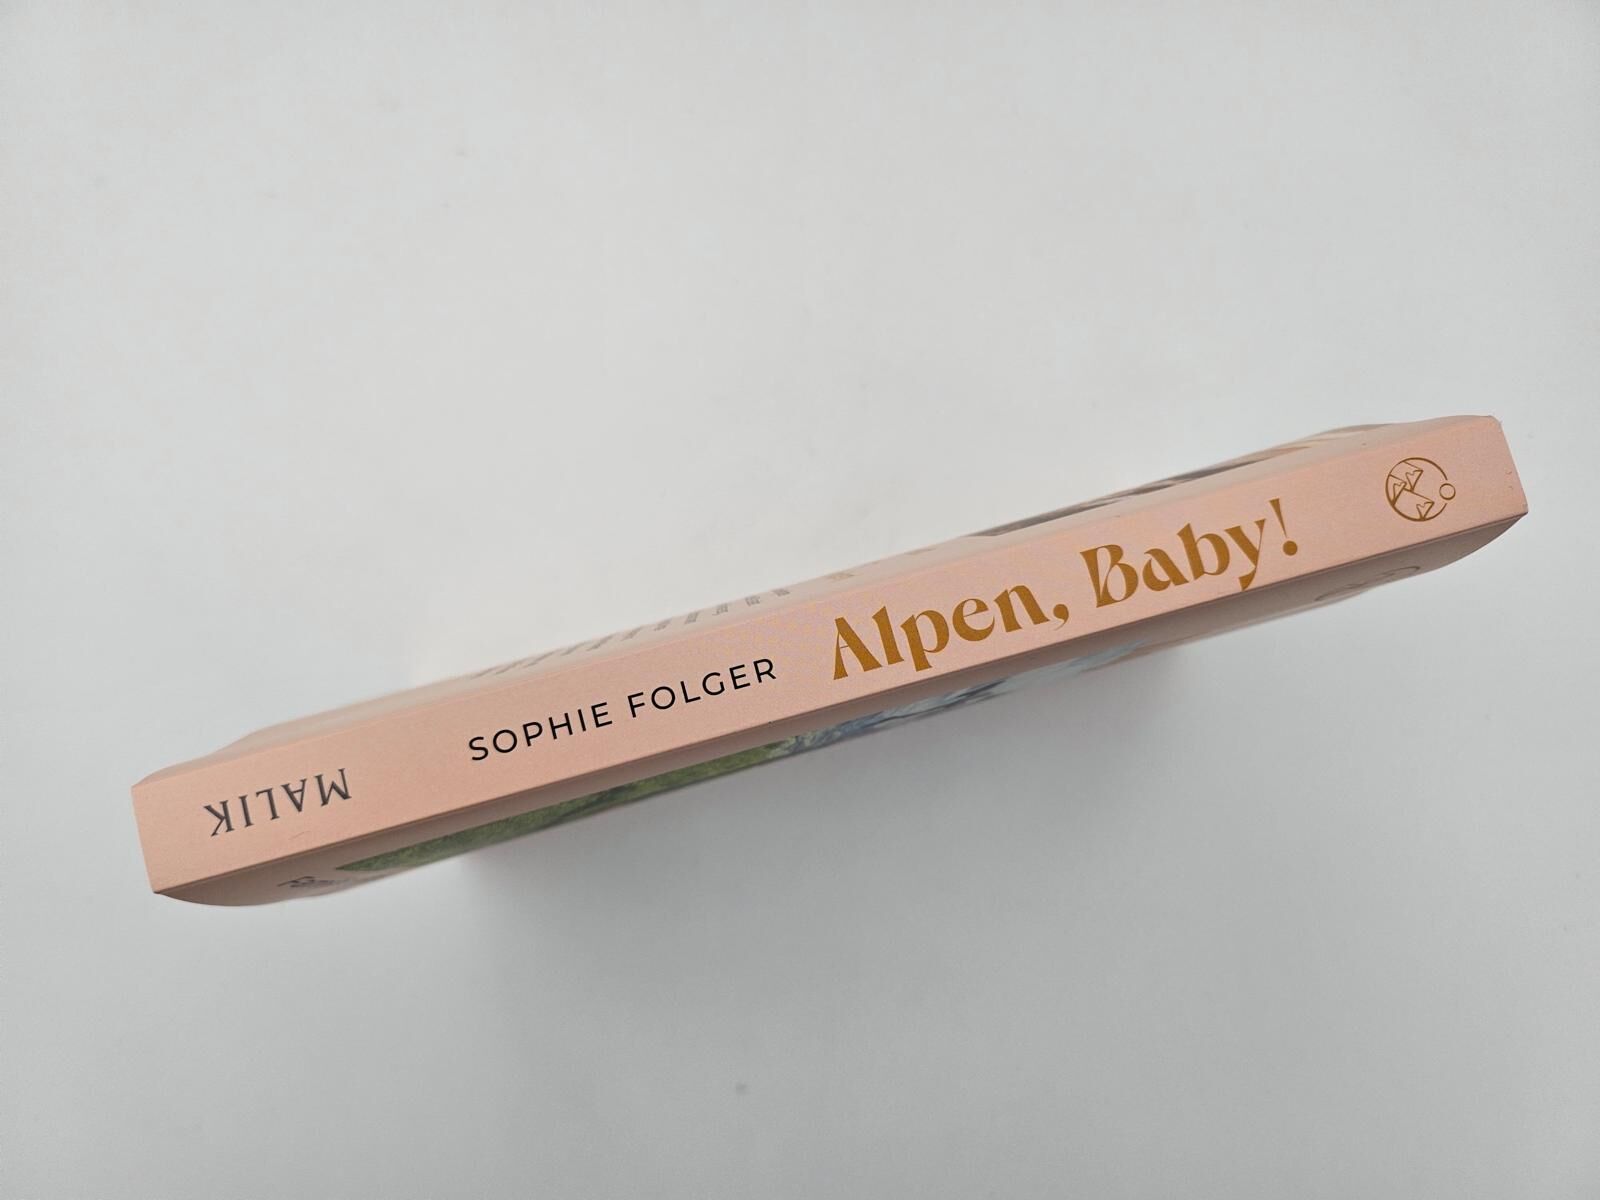 MALIK
SOPHIE FOLGER Alpen, Baby!